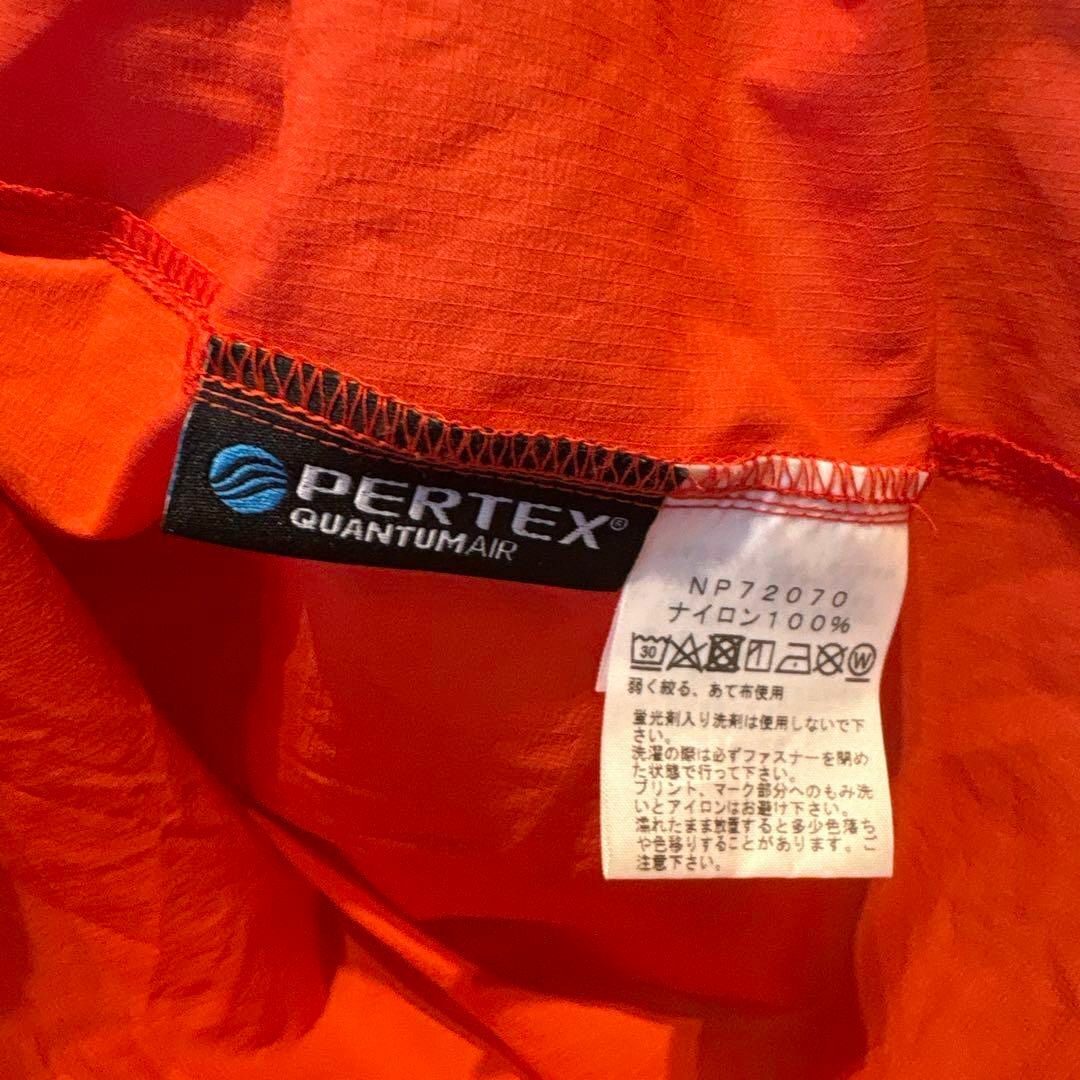 PERTEX®
QUANTUMAIR
NP72070
ナイロン100%
30 W
弱く絞る、あて布使用
蛍光剤入り洗剤は使用しないで下
さい。
洗濯の際は必ずファスナーを閉め
た状態で行って下さい。
プリント、マーク部分へのもみ洗
いとアイロンはお避け下さい。
濡れたまま放置すると多少色落ち
や色移りすることがあります。ご
注意下さい。